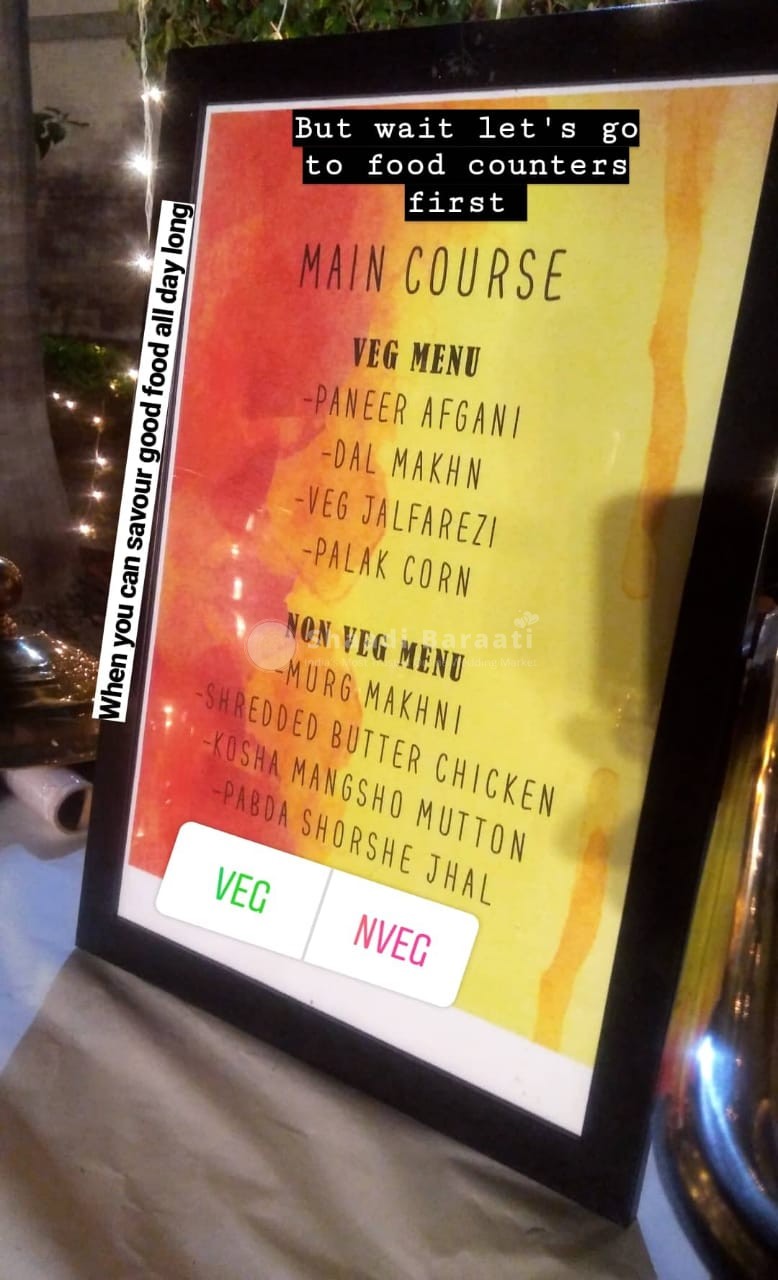 But wait let's go
to food counters
first
When you can savour good food all day long
MAIN COURSE
VEG MENU
-PANEER AFGANI
-DAL MAKHN
-VEG JALFAREZI
-PALAK CORN
NON VEG MENU
-MURG MAKHNI
-SHREDDED BUTTER CHICKEN
-KOSHA MANGSHO MUTTON
-PABDA SHORSHE JHAL
VEG
NVEG
Shaadi Baraati